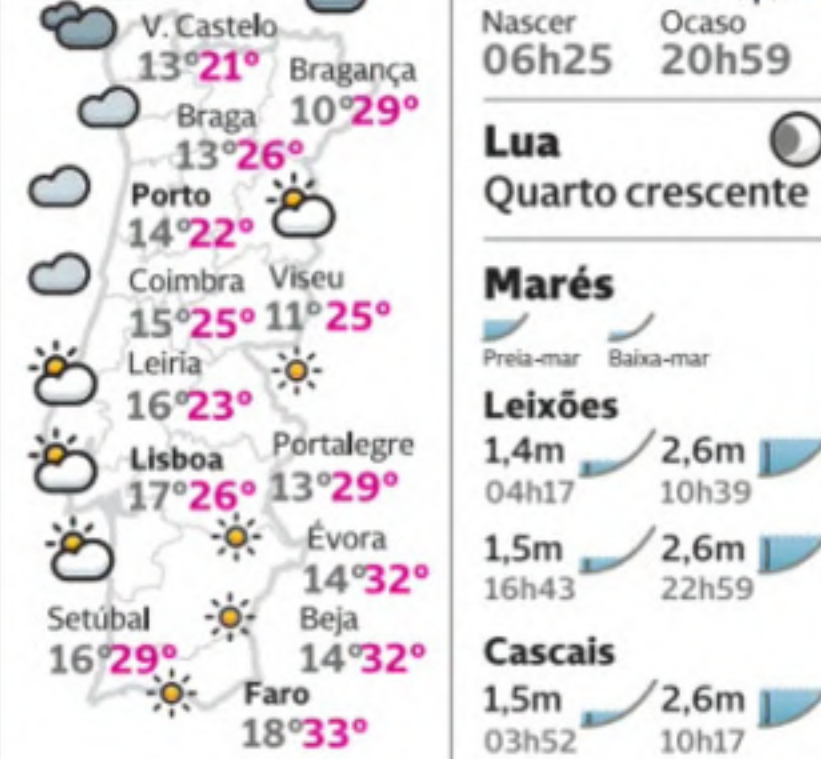 V. Castelo
13°21°
Bragança
10°29°
Braga
13°26°
Porto
14°22°
Coimbra
15°25°
Viseu
11°25°
Leiria
16°23°
Lisboa
17°26°
Portalegre
13°29°
Évora
14°32°
Setúbal
16°29°
Beja
14°32°
Faro
18°33°
Nascer Ocaso
06h25 20h59
Lua
Quarto crescente
Marés
Preia-mar Baixa-mar
Leixões
1,4m 2,6m
04h17 10h39
1,5m 2,6m
16h43 22h59
Cascais
1,5m 2,6m
03h52 10h17